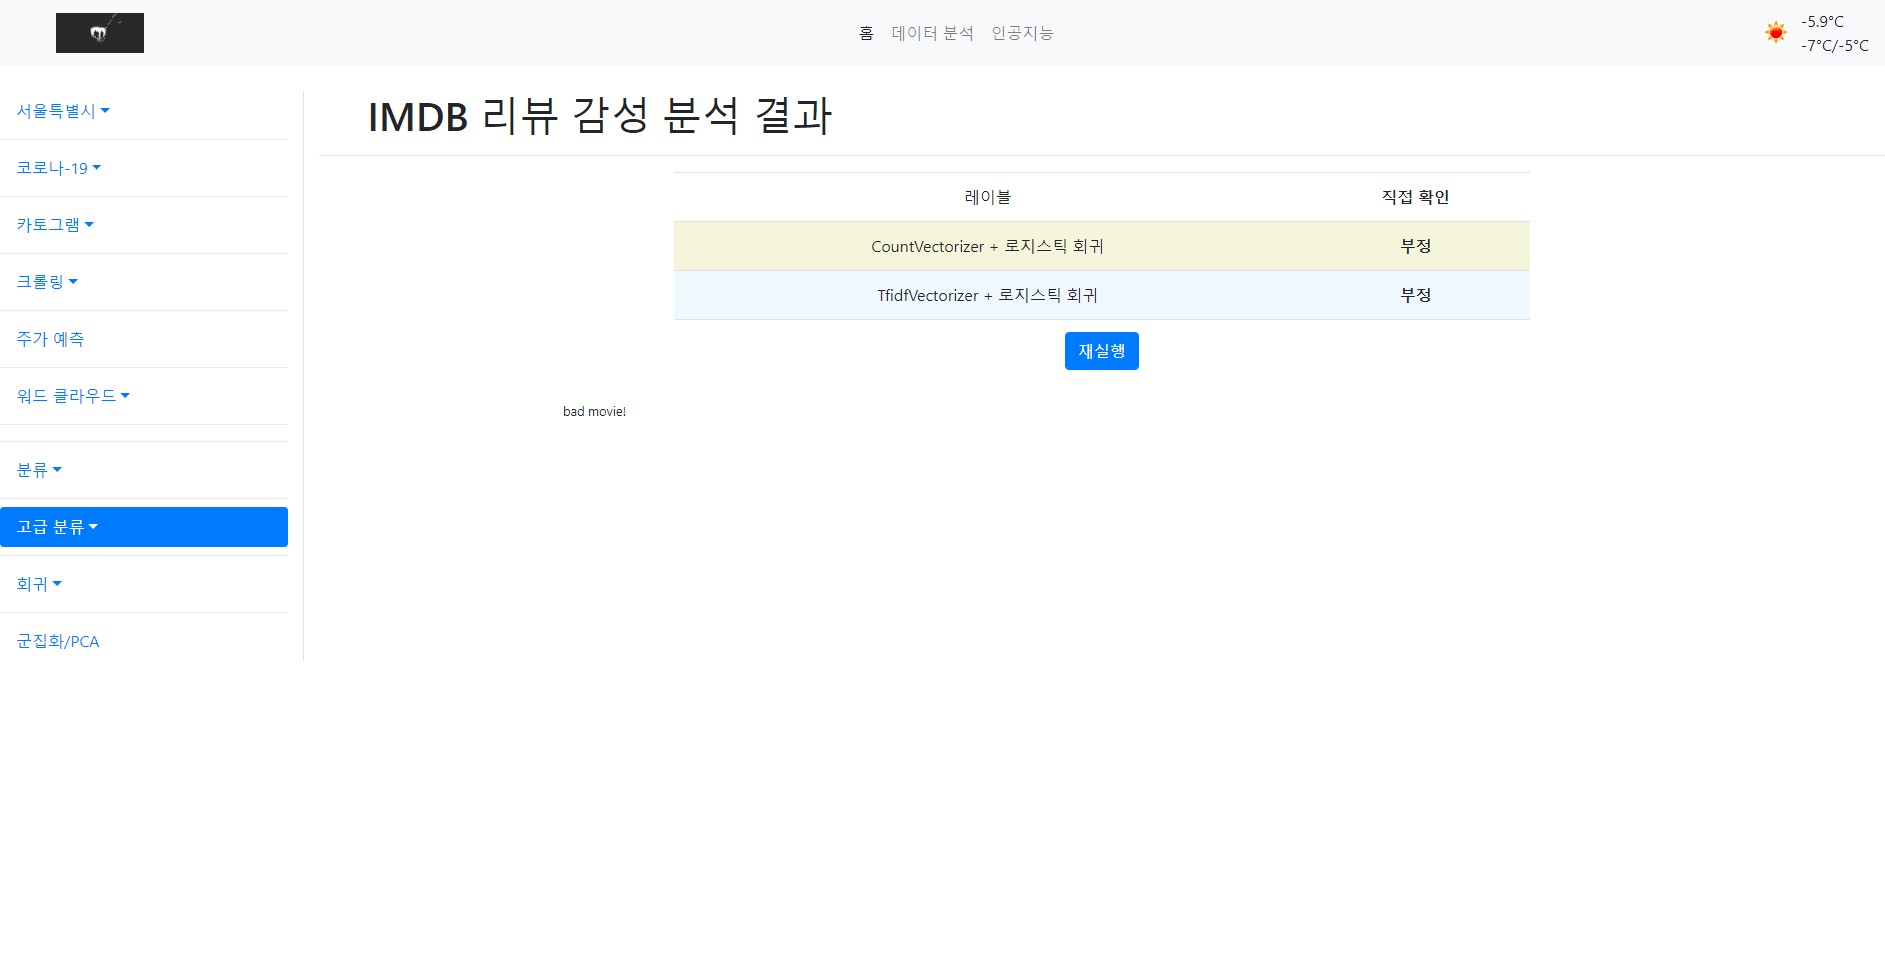 홈 데이터 분석 인공지능
-5.9°C
-7°C/-5°C
서울특별시
코로나-19
카토그램
크롤링
주가 예측
워드 클라우드
분류
고급 분류
회귀
군집화/PCA
IMDB 리뷰 감성 분석 결과
레이블 직접 확인
CountVectorizer + 로지스틱 회귀 부정
TfidfVectorizer + 로지스틱 회귀 부정
재실행
bad movie!